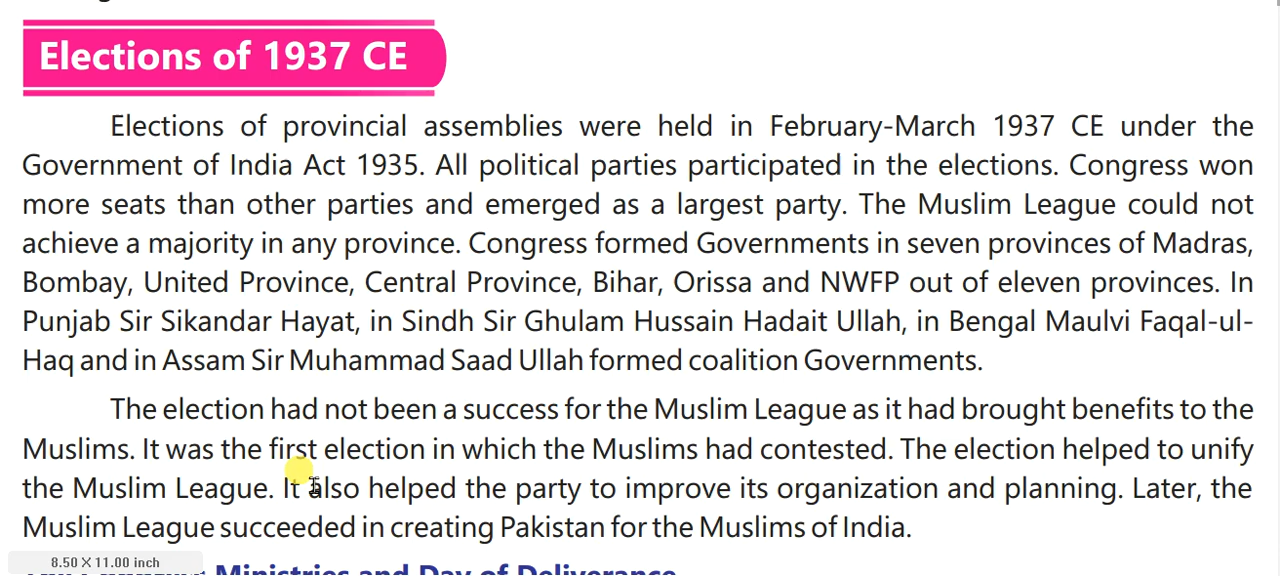 Elections of 1937 CE
Elections of provincial assemblies were held in February-March 1937 CE under the
Government of India Act 1935. All political parties participated in the elections. Congress won
more seats than other parties and emerged as a largest party. The Muslim League could not
achieve a majority in any province. Congress formed Governments in seven provinces of Madras,
Bombay, United Province, Central Province, Bihar, Orissa and NWFP out of eleven provinces. In
Punjab Sir Sikandar Hayat, in Sindh Sir Ghulam Hussain Hadait Ullah, in Bengal Maulvi Faqal-ul-
Haq and in Assam Sir Muhammad Saad Ullah formed coalition Governments.
The election had not been a success for the Muslim League as it had brought benefits to the
Muslims. It was the first election in which the Muslims had contested. The election helped to unify
the Muslim League. It also helped the party to improve its organization and planning. Later, the
Muslim League succeeded in creating Pakistan for the Muslims of India.
8.50 X 11.00 inch
Ministries and Day of Deliverance